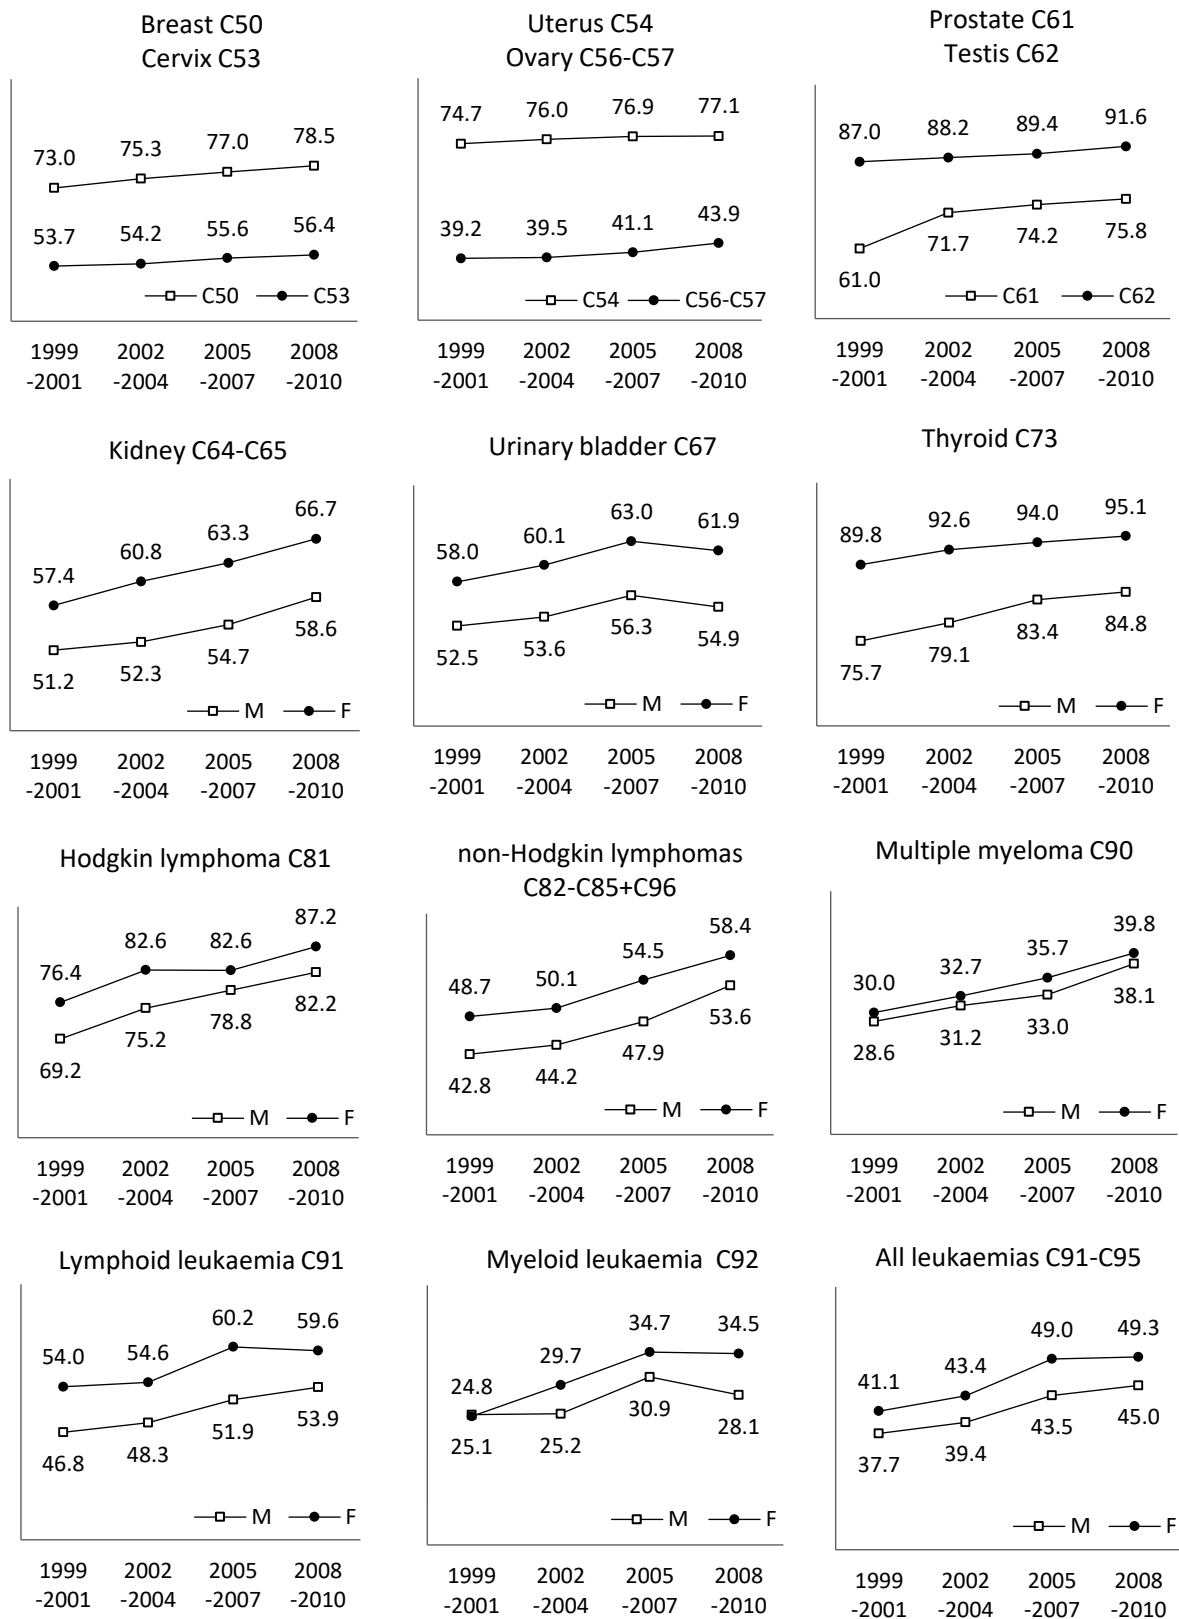 Breast C50
Cervix C53
73.0
75.3
77.0
78.5
53.7
54.2
55.6
56.4
C50 C53
1999 2002 2005 2008
-2001 -2004 -2007 -2010
Uterus C54
Ovary C56-C57
74.7
76.0
76.9
77.1
39.2
39.5
41.1
43.9
C54 C56-C57
1999 2002 2005 2008
-2001 -2004 -2007 -2010
Prostate C61
Testis C62
87.0
88.2
89.4
91.6
61.0
71.7
74.2
75.8
C61 C62
1999 2002 2005 2008
-2001 -2004 -2007 -2010
Kidney C64-C65
57.4
60.8
63.3
66.7
51.2
52.3
54.7
58.6
M F
1999 2002 2005 2008
-2001 -2004 -2007 -2010
Urinary bladder C67
58.0
60.1
63.0
61.9
52.5
53.6
56.3
54.9
M F
1999 2002 2005 2008
-2001 -2004 -2007 -2010
Thyroid C73
89.8
92.6
94.0
95.1
75.7
79.1
83.4
84.8
M F
1999 2002 2005 2008
-2001 -2004 -2007 -2010
Hodgkin lymphoma C81
76.4
82.6
82.6
87.2
69.2
75.2
78.8
82.2
M F
1999 2002 2005 2008
-2001 -2004 -2007 -2010
non-Hodgkin lymphomas
C82-C85+C96
48.7
50.1
54.5
58.4
42.8
44.2
47.9
53.6
M F
1999 2002 2005 2008
-2001 -2004 -2007 -2010
Multiple myeloma C90
30.0
32.7
35.7
39.8
28.6
31.2
33.0
38.1
M F
1999 2002 2005 2008
-2001 -2004 -2007 -2010
Lymphoid leukaemia C91
54.0
54.6
60.2
59.6
46.8
48.3
51.9
53.9
M F
1999 2002 2005 2008
-2001 -2004 -2007 -2010
Myeloid leukaemia C92
24.8
29.7
34.7
34.5
25.1
25.2
30.9
28.1
M F
1999 2002 2005 2008
-2001 -2004 -2007 -2010
All leukaemias C91-C95
41.1
43.4
49.0
49.3
37.7
39.4
43.5
45.0
M F
1999 2002 2005 2008
-2001 -2004 -2007 -2010